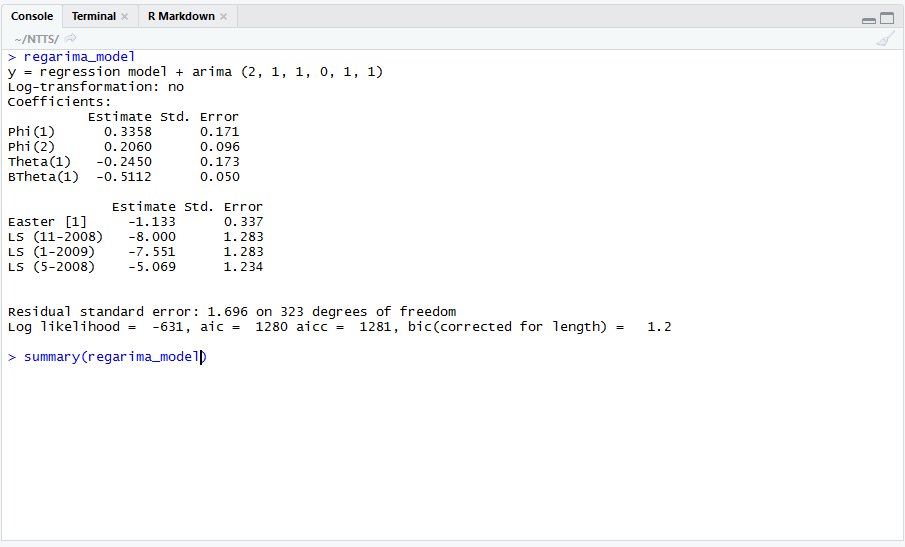 Console Terminal R Markdown
~/NTTS/
> regarima_model
y = regression model + arima (2, 1, 1, 0, 1, 1)
Log-transformation: no
Coefficients:
          Estimate Std. Error
Phi(1)      0.3358      0.171
Phi(2)      0.2060      0.096
Theta(1)   -0.2450      0.173
BTheta(1)  -0.5112      0.050
             Estimate Std. Error
Easter [1]     -1.133      0.337
LS (11-2008)   -8.000      1.283
LS (1-2009)    -7.551      1.283
LS (5-2008)    -5.069      1.234
Residual standard error: 1.696 on 323 degrees of freedom
Log likelihood =  -631, aic =  1280 aicc =  1281, bic(corrected for length) =   1.2
> summary(regarima_model)